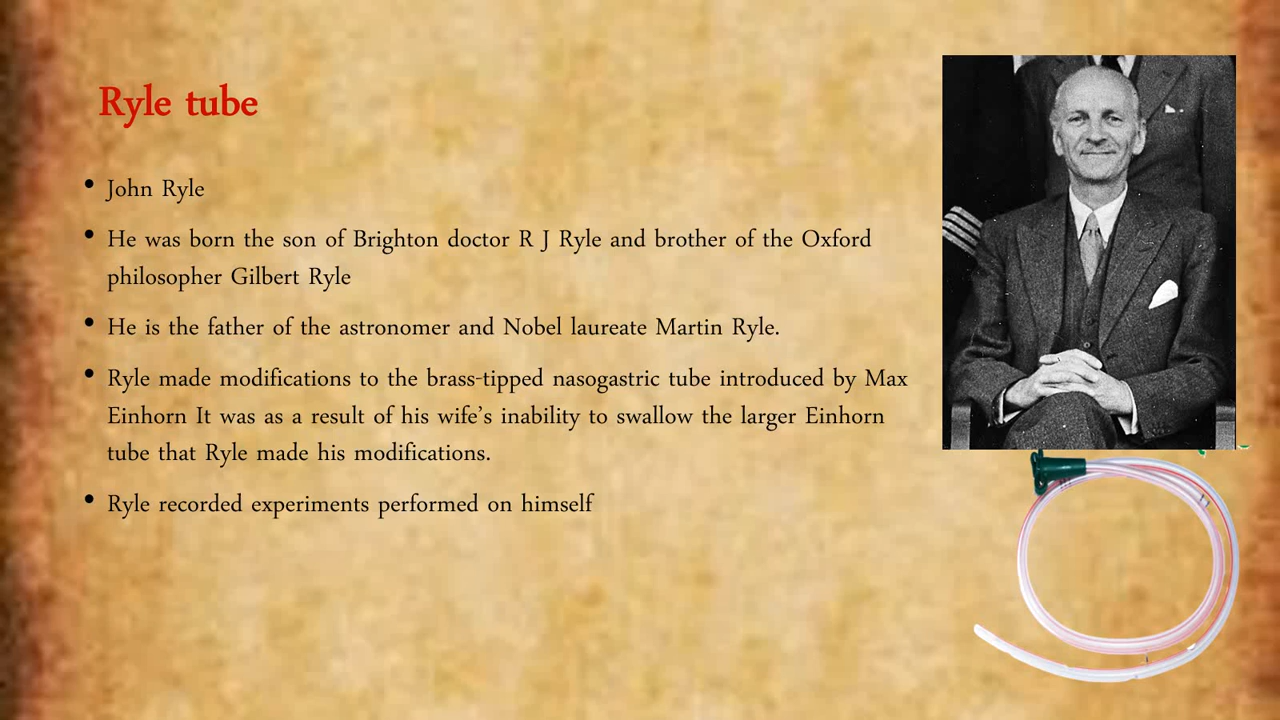 Ryle tube
• John Ryle
• He was born the son of Brighton doctor R J Ryle and brother of the Oxford
philosopher Gilbert Ryle
• He is the father of the astronomer and Nobel laureate Martin Ryle.
• Ryle made modifications to the brass-tipped nasogastric tube introduced by Max
Einhorn It was as a result of his wife’s inability to swallow the larger Einhorn
tube that Ryle made his modifications.
• Ryle recorded experiments performed on himself